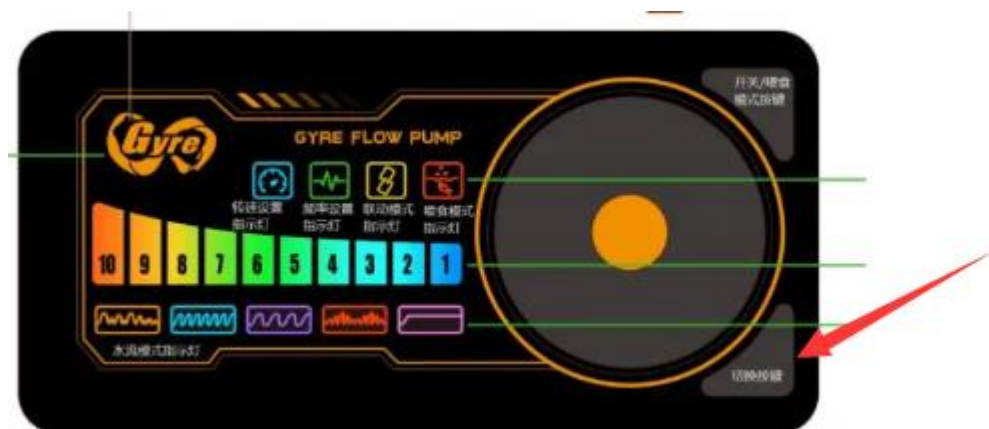 开关/喂食
模式按键
Gyre
GYRE FLOW PUMP
转速设置
指示灯
频率设置
指示灯
联动模式
指示灯
喂食模式
指示灯
10 9 8 7 6 5 4 3 2 1
水流模式指示灯
切换按键